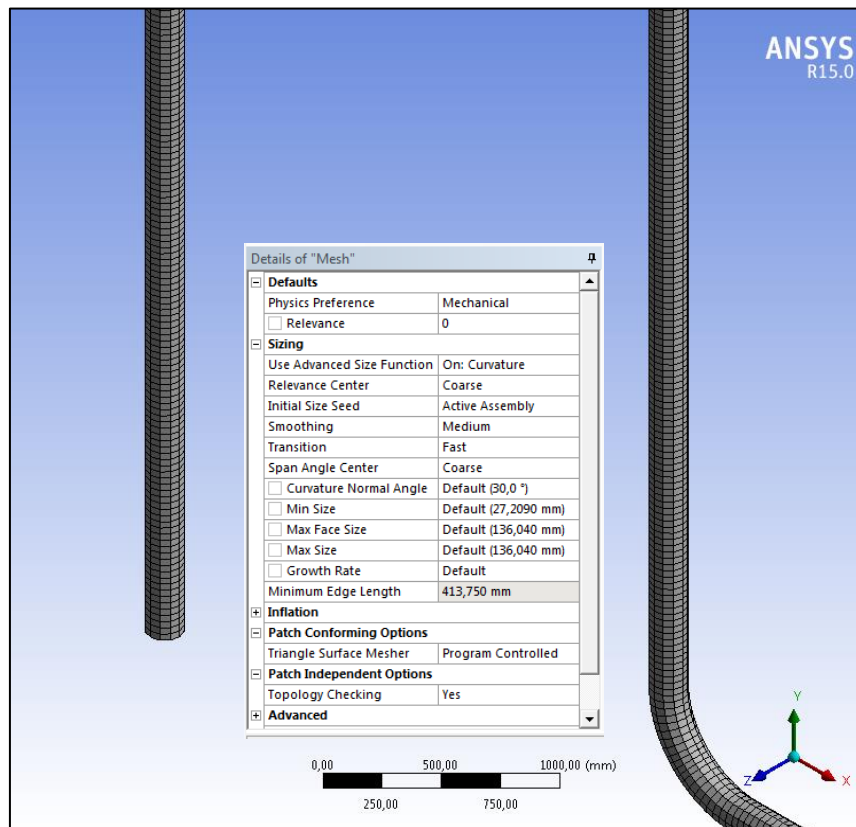 ANSYS
R15.0
Details of "Mesh"
Defaults
Physics Preference Mechanical
Relevance 0
Sizing
Use Advanced Size Function On: Curvature
Relevance Center Coarse
Initial Size Seed Active Assembly
Smoothing Medium
Transition Fast
Span Angle Center Coarse
Curvature Normal Angle Default (30,0 °)
Min Size Default (27,2090 mm)
Max Face Size Default (136,040 mm)
Max Size Default (136,040 mm)
Growth Rate Default
Minimum Edge Length 413,750 mm
Inflation
Patch Conforming Options
Triangle Surface Mesher Program Controlled
Patch Independent Options
Topology Checking Yes
Advanced
0,00 500,00 1000,00 (mm)
250,00 750,00
Y
Z X